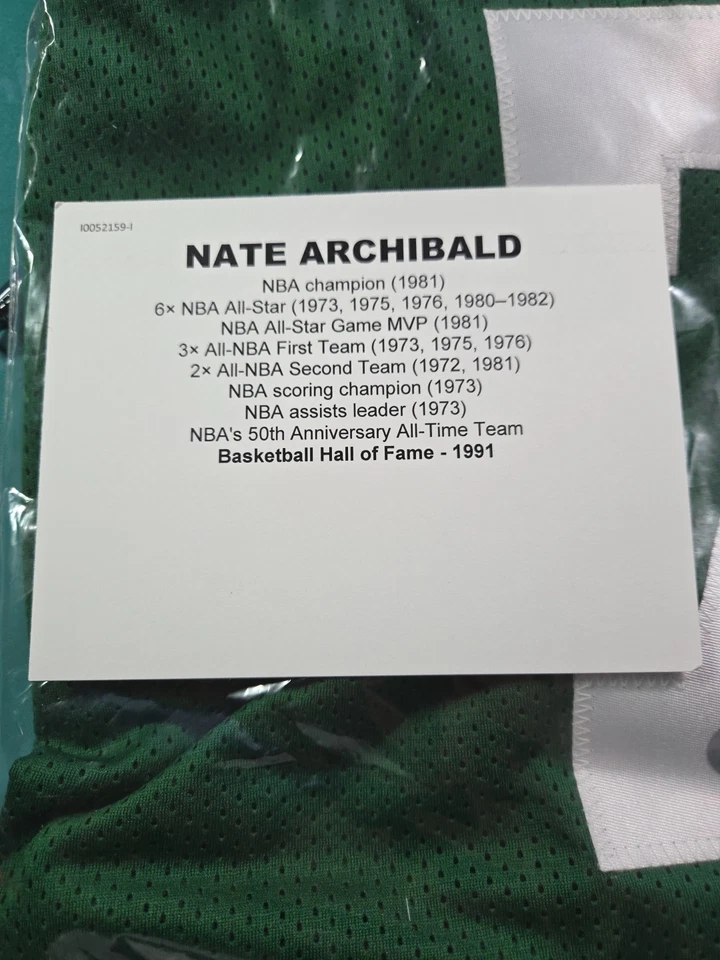 I0052159-I
NATE ARCHIBALD
NBA champion (1981)
6× NBA All-Star (1973, 1975, 1976, 1980–1982)
NBA All-Star Game MVP (1981)
3× All-NBA First Team (1973, 1975, 1976)
2× All-NBA Second Team (1972, 1981)
NBA scoring champion (1973)
NBA assists leader (1973)
NBA's 50th Anniversary All-Time Team
Basketball Hall of Fame - 1991